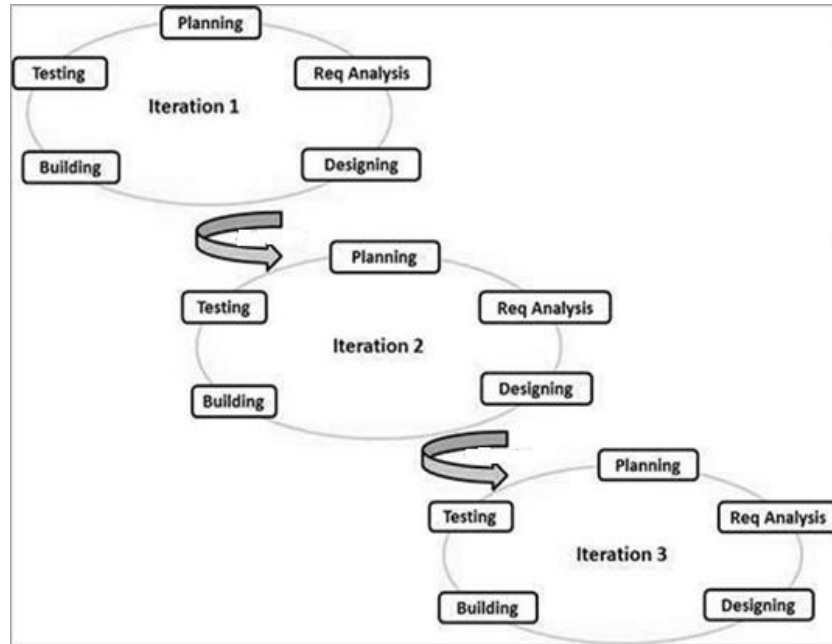 Planning
Testing
Req Analysis
Iteration 1
Building
Designing
Planning
Testing
Req Analysis
Iteration 2
Building
Designing
Planning
Testing
Req Analysis
Iteration 3
Building
Designing